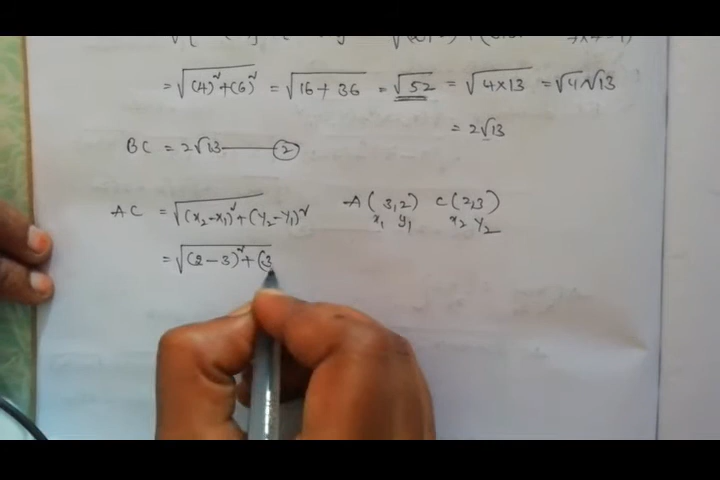 = √(4)² + (6)² = √16 + 36 = √52 = √4×13 = √4 √13
= 2√13
BC = 2√13 —— 2
AC = √(x₂-x₁)² + (y₂-y₁)² A(3,2) C(2,3)
x₁ y₁ x₂ y₂
= √(2-3)² + (3